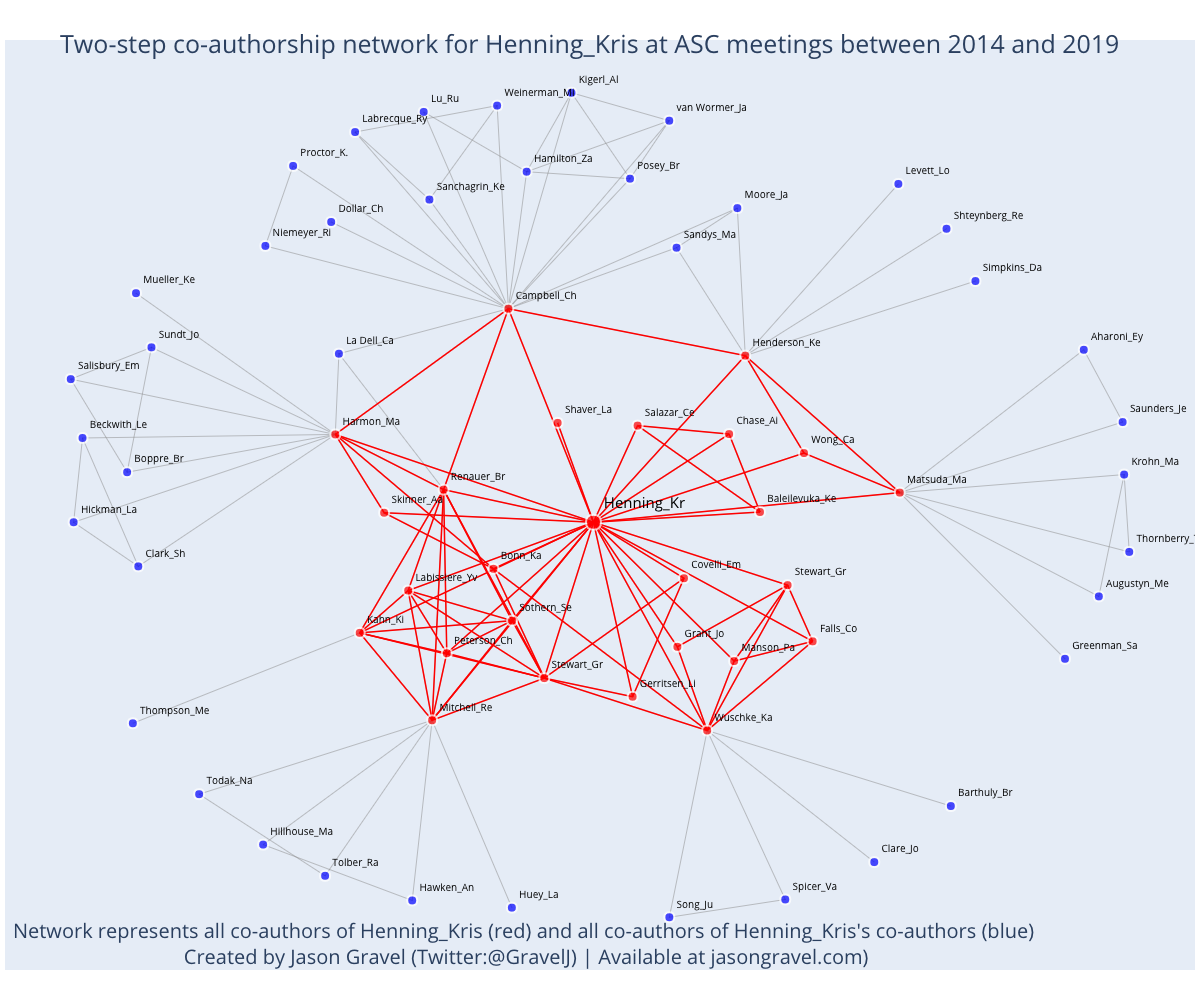 Two-step co-authorship network for Henning_Kris at ASC meetings between 2014 and 2019
Kigerl_Al
Weinerman_Mi
Lu_Ru
van Wormer_Ja
Labrecque_Ry
Proctor_K.
Hamilton_Za
Posey_Br
Levett_Lo
Sanchagrin_Ke
Moore_Ja
Dollar_Ch
Shteynberg_Re
Niemeyer_Ri
Sandys_Ma
Simpkins_Da
Mueller_Ke
Campbell_Ch
Sundt_Jo
La Dell_Ca
Henderson_Ke
Aharoni_Ey
Salisbury_Em
Shaver_La
Salazar_Ce
Saunders_Je
Beckwith_Le
Harmon_Ma
Chase_Ai
Wong_Ca
Boppre_Br
Krohn_Ma
Renauer_Br
Matsuda_Ma
Skinner_Aa
Henning_Kr
Baleilevuka_Ke
Hickman_La
Thornberry_
Clark_Sh
Bonn_Ka
Covelli_Em
Stewart_Gr
Labissiere_Yv
Augustyn_Me
Sothern_Se
Kahn_Ki
Grant_Jo
Falls_Co
Peterson_Ch
Manson_Pa
Greenman_Sa
Stewart_Gr
Gerritsen_Li
Thompson_Me
Mitchell_Re
Wuschke_Ka
Todak_Na
Barthuly_Br
Hillhouse_Ma
Clare_Jo
Tolber_Ra
Hawken_An
Huey_La
Spicer_Va
Song_Ju
Network represents all co-authors of Henning_Kris (red) and all co-authors of Henning_Kris's co-authors (blue)
Created by Jason Gravel (Twitter:@GravelJ) | Available at jasongravel.com)